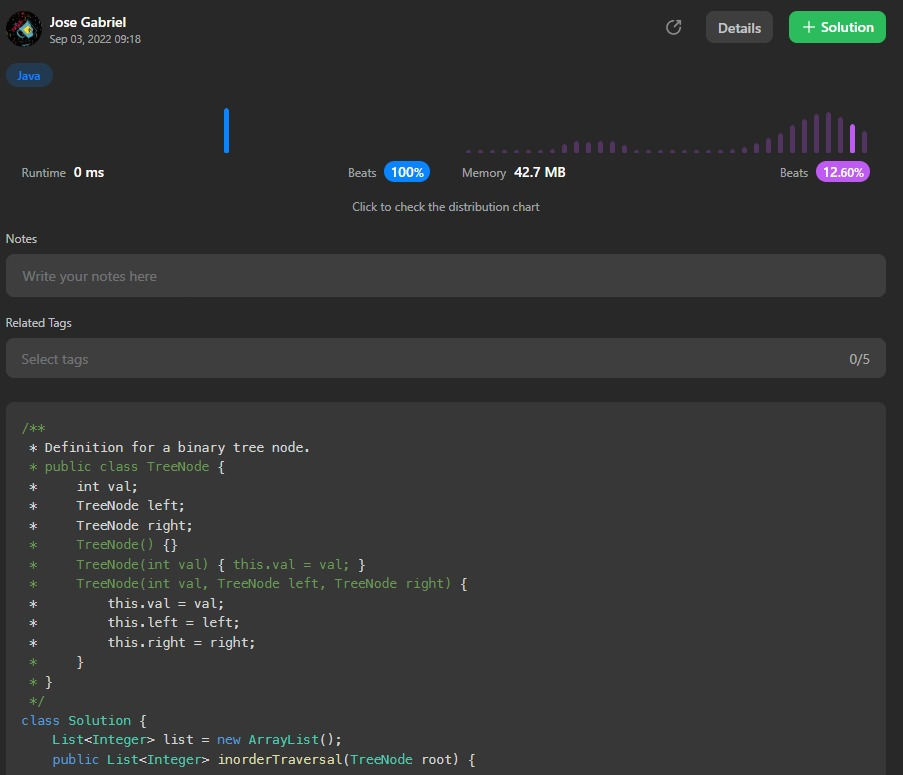 Jose Gabriel
Sep 03, 2022 09:18
Details
+ Solution
Java
Runtime 0 ms
Beats 100%
Memory 42.7 MB
Beats 12.60%
Click to check the distribution chart
Notes
Write your notes here
Related Tags
Select tags
0/5
/**
 * Definition for a binary tree node.
 * public class TreeNode {
 *     int val;
 *     TreeNode left;
 *     TreeNode right;
 *     TreeNode() {}
 *     TreeNode(int val) { this.val = val; }
 *     TreeNode(int val, TreeNode left, TreeNode right) {
 *         this.val = val;
 *         this.left = left;
 *         this.right = right;
 *     }
 * }
 */
class Solution {
    List<Integer> list = new ArrayList();
    public List<Integer> inorderTraversal(TreeNode root) {